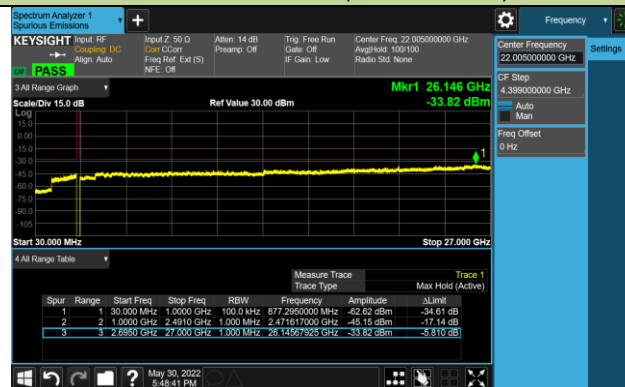 Spectrum Analyzer 1
Spurious Emissions
Frequency
KEYSIGHT Input: RF Input Z: 50 Ω Atten: 14 dB Trig: Free Run Center Freq: 22.005000000 GHz
Coupling: DC Corr CCorr Preamp: Off Gate: Off Avg|Hold: 100/100
Align: Auto Freq Ref: Ext (S) IF Gain: Low Radio Std: None
NFE: Off
PASS
Center Frequency
22.005000000 GHz
Settings
CF Step
4.399000000 GHz
Auto
Man
Freq Offset
0 Hz
3 All Range Graph
Mkr1 26.146 GHz
Scale/Div 15.0 dB Ref Value 30.00 dBm -33.82 dBm
Log
15.0
0.00
-15.0
-30.0
-45.0
-60.0
-75.0
-90.0
-105
1
Start 30.000 MHz Stop 27.000 GHz
4 All Range Table
Measure Trace Trace 1
Trace Type Max Hold (Active)
Spur Range Start Freq Stop Freq RBW Frequency Amplitude ΔLimit
1 1 30.000 MHz 1.0000 GHz 100.0 kHz 877.2950000 MHz -62.62 dBm -34.61 dB
2 2 1.0000 GHz 2.4910 GHz 1.000 MHz 2.471617000 GHz -45.15 dBm -17.14 dB
3 3 2.6950 GHz 27.000 GHz 1.000 MHz 26.14567925 GHz -33.82 dBm -5.810 dB
May 30, 2022
5:48:41 PM